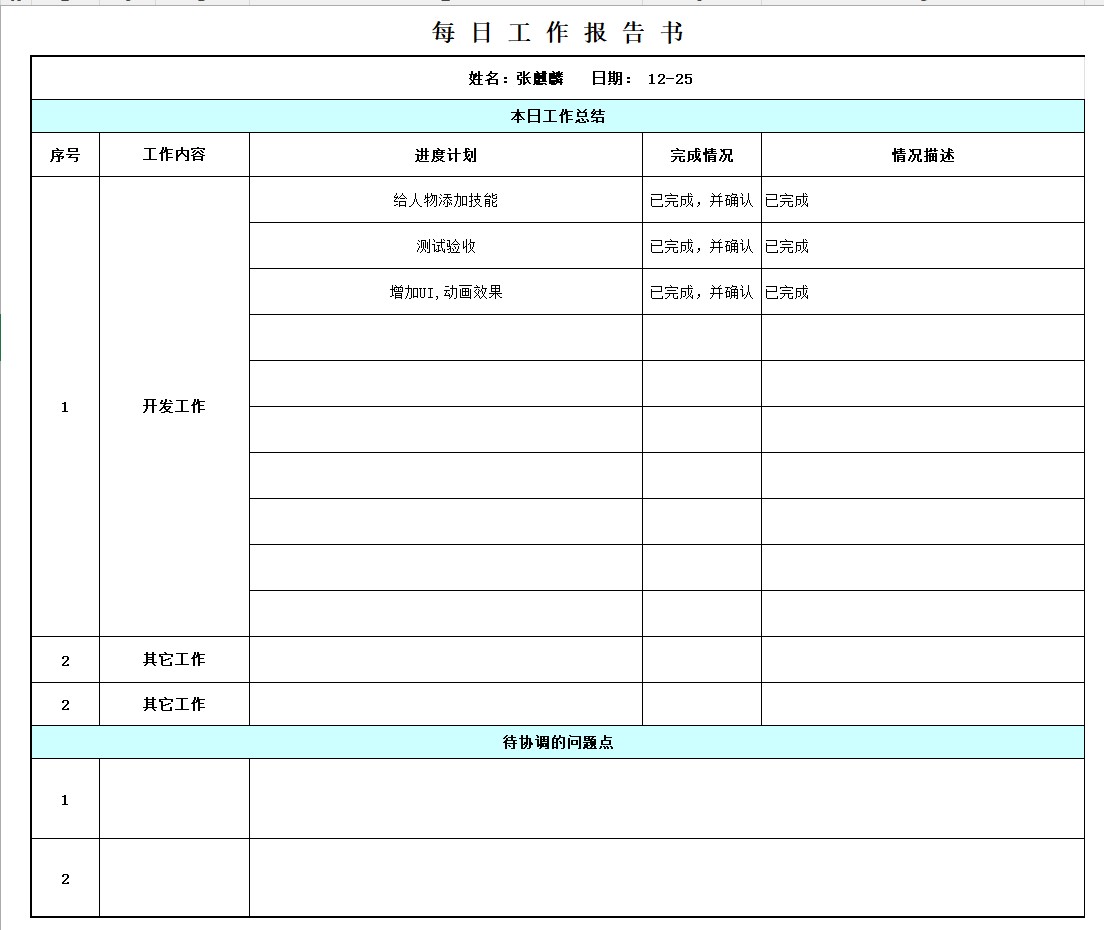 每日工作报告书
姓名：张麒麟 日期： 12-25
本日工作总结
序号 工作内容 进度计划 完成情况 情况描述
给人物添加技能 已完成，并确认 已完成
测试验收 已完成，并确认 已完成
增加UI,动画效果 已完成，并确认 已完成
1 开发工作
2 其它工作
2 其它工作
待协调的问题点
1
2